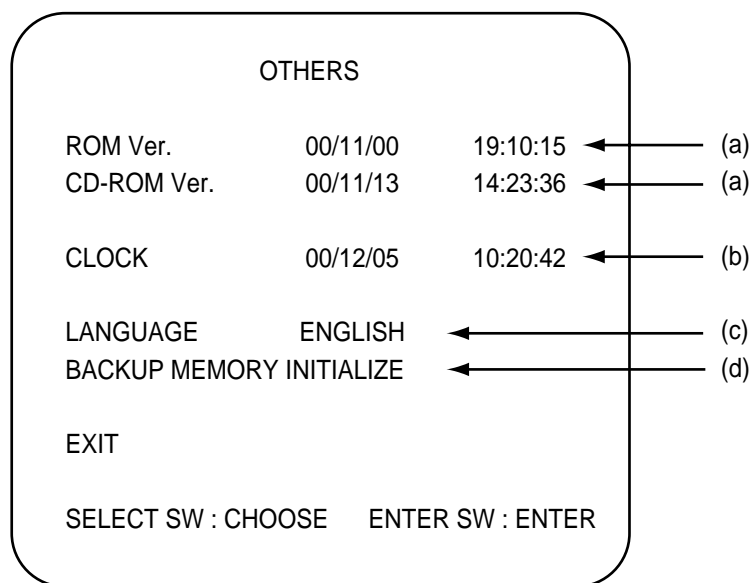 OTHERS
ROM Ver. 00/11/00 19:10:15 (a)
CD-ROM Ver. 00/11/13 14:23:36 (a)
CLOCK 00/12/05 10:20:42 (b)
LANGUAGE ENGLISH (c)
BACKUP MEMORY INITIALIZE (d)
EXIT
SELECT SW : CHOOSE ENTER SW : ENTER